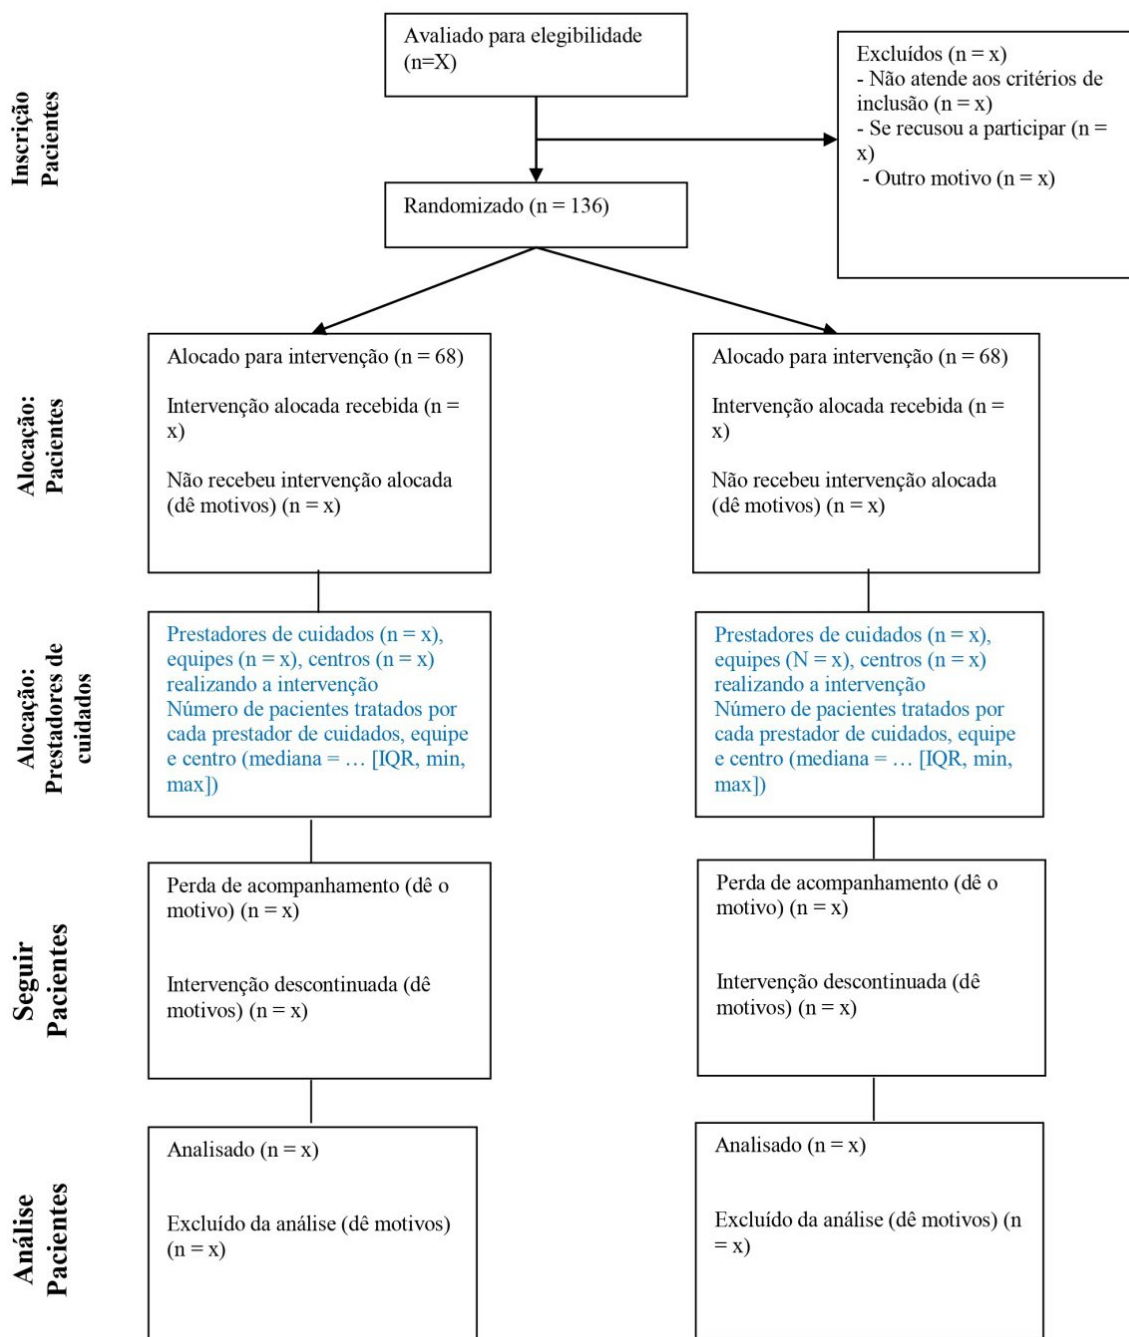 Inscrição
Pacientes
Avaliado para elegibilidade
(n=X)
Excluídos (n = x)
- Não atende aos critérios de
inclusão (n = x)
- Se recusou a participar (n =
x)
- Outro motivo (n = x)
Randomizado (n = 136)
Alocação:
Pacientes
Alocado para intervenção (n = 68)
Intervenção alocada recebida (n =
x)
Não recebeu intervenção alocada
(dê motivos) (n = x)
Alocado para intervenção (n = 68)
Intervenção alocada recebida (n =
x)
Não recebeu intervenção alocada
(dê motivos) (n = x)
Alocação:
Prestadores de
cuidados
Prestadores de cuidados (n = x),
equipes (n = x), centros (n = x)
realizando a intervenção
Número de pacientes tratados por
cada prestador de cuidados, equipe
e centro (mediana = … [IQR, min,
max])
Prestadores de cuidados (n = x),
equipes (N = x), centros (n = x)
realizando a intervenção
Número de pacientes tratados por
cada prestador de cuidados, equipe
e centro (mediana = … [IQR, min,
max])
Seguir
Pacientes
Perda de acompanhamento (dê o
motivo) (n = x)
Intervenção descontinuada (dê
motivos) (n = x)
Perda de acompanhamento (dê o
motivo) (n = x)
Intervenção descontinuada (dê
motivos) (n = x)
Análise
Pacientes
Analisado (n = x)
Excluído da análise (dê motivos)
(n = x)
Analisado (n = x)
Excluído da análise (dê motivos) (n
= x)